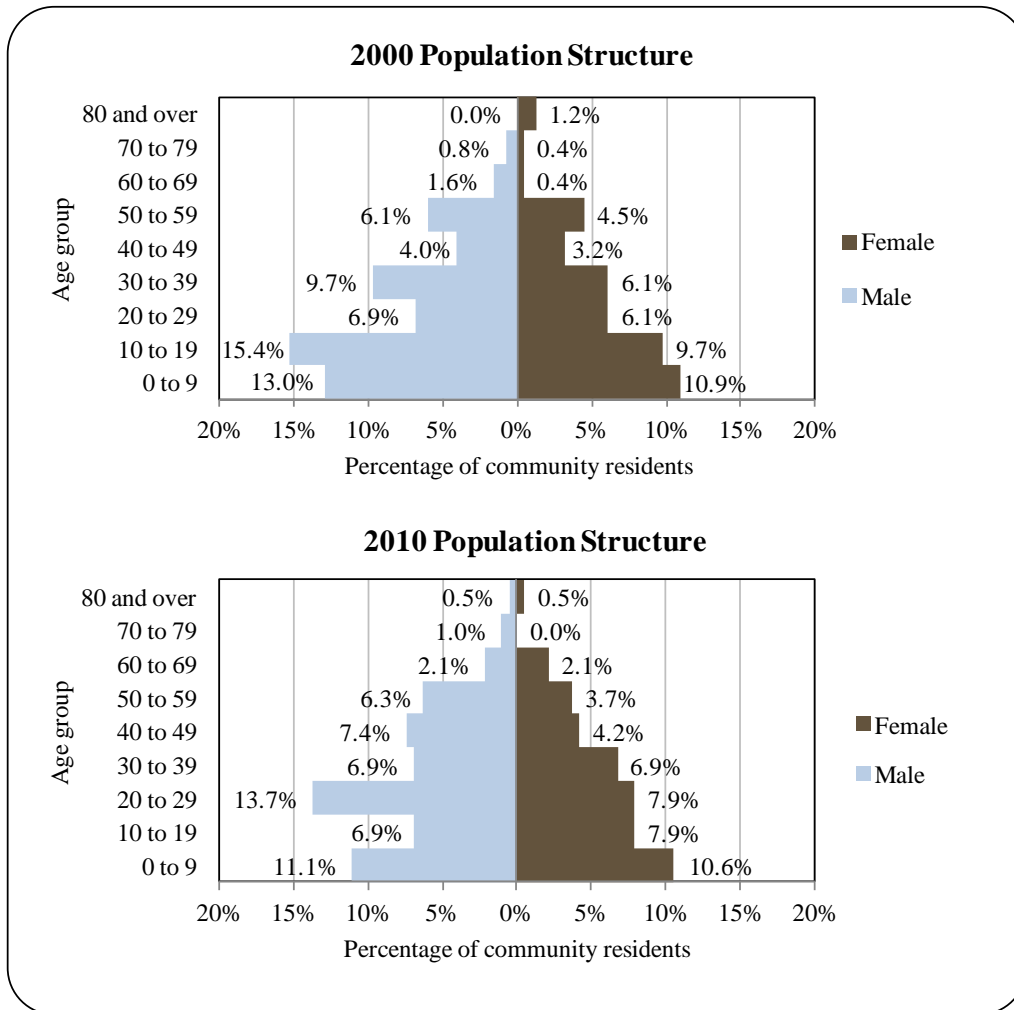 2000 Population Structure
80 and over 0.0% 1.2%
70 to 79 0.8% 0.4%
60 to 69 1.6% 0.4%
50 to 59 6.1% 4.5%
40 to 49 4.0% 3.2%
30 to 39 9.7% 6.1%
20 to 29 6.9% 6.1%
10 to 19 15.4% 9.7%
0 to 9 13.0% 10.9%
Age group
20% 15% 10% 5% 0% 5% 10% 15% 20%
Percentage of community residents
Female
Male
2010 Population Structure
80 and over 0.5% 0.5%
70 to 79 1.0% 0.0%
60 to 69 2.1% 2.1%
50 to 59 6.3% 3.7%
40 to 49 7.4% 4.2%
30 to 39 6.9% 6.9%
20 to 29 13.7% 7.9%
10 to 19 6.9% 7.9%
0 to 9 11.1% 10.6%
Age group
20% 15% 10% 5% 0% 5% 10% 15% 20%
Percentage of community residents
Female
Male